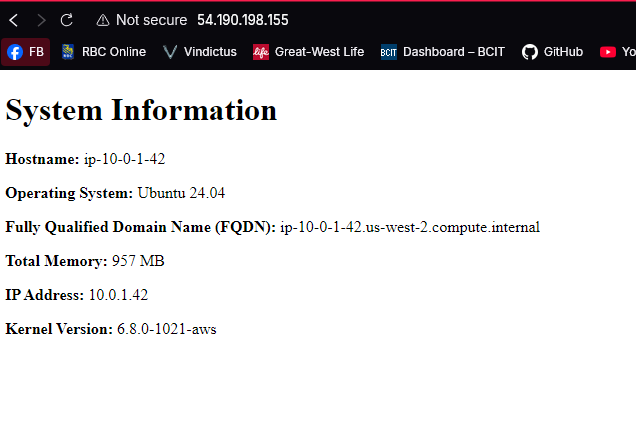 Not secure 54.190.198.155
FB RBC Online Vindictus life Great-West Life BCIT Dashboard – BCIT GitHub Yo
System Information
Hostname: ip-10-0-1-42
Operating System: Ubuntu 24.04
Fully Qualified Domain Name (FQDN): ip-10-0-1-42.us-west-2.compute.internal
Total Memory: 957 MB
IP Address: 10.0.1.42
Kernel Version: 6.8.0-1021-aws